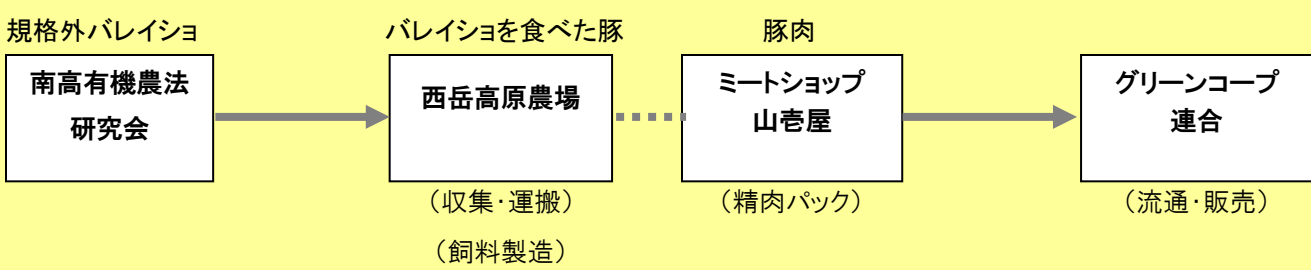 規格外バレイショ
バレイショを食べた豚
豚肉
南高有機農法
研究会
西岳高原農場
ミートショップ
山壱屋
グリーンコープ
連合
（収集・運搬）
（精肉パック）
（流通・販売）
（飼料製造）